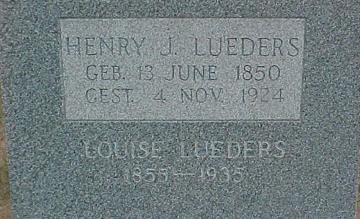 HENRY J. LUEDERS
GEB. 13 JUNE 1850
GEST. 4 NOV. 1924
LOUISE LUEDERS
1855–1935